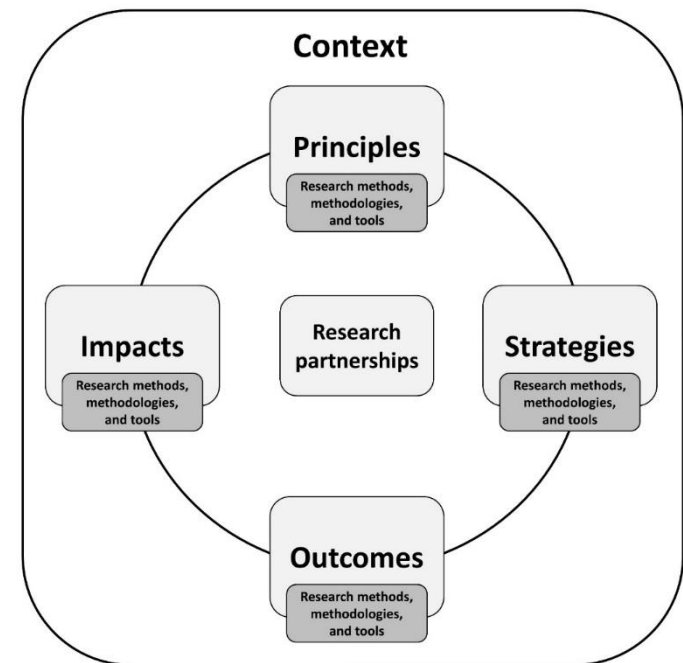 Context
Principles
Research methods,
methodologies,
and tools
Impacts
Research methods,
methodologies,
and tools
Research
partnerships
Strategies
Research methods,
methodologies,
and tools
Outcomes
Research methods,
methodologies,
and tools